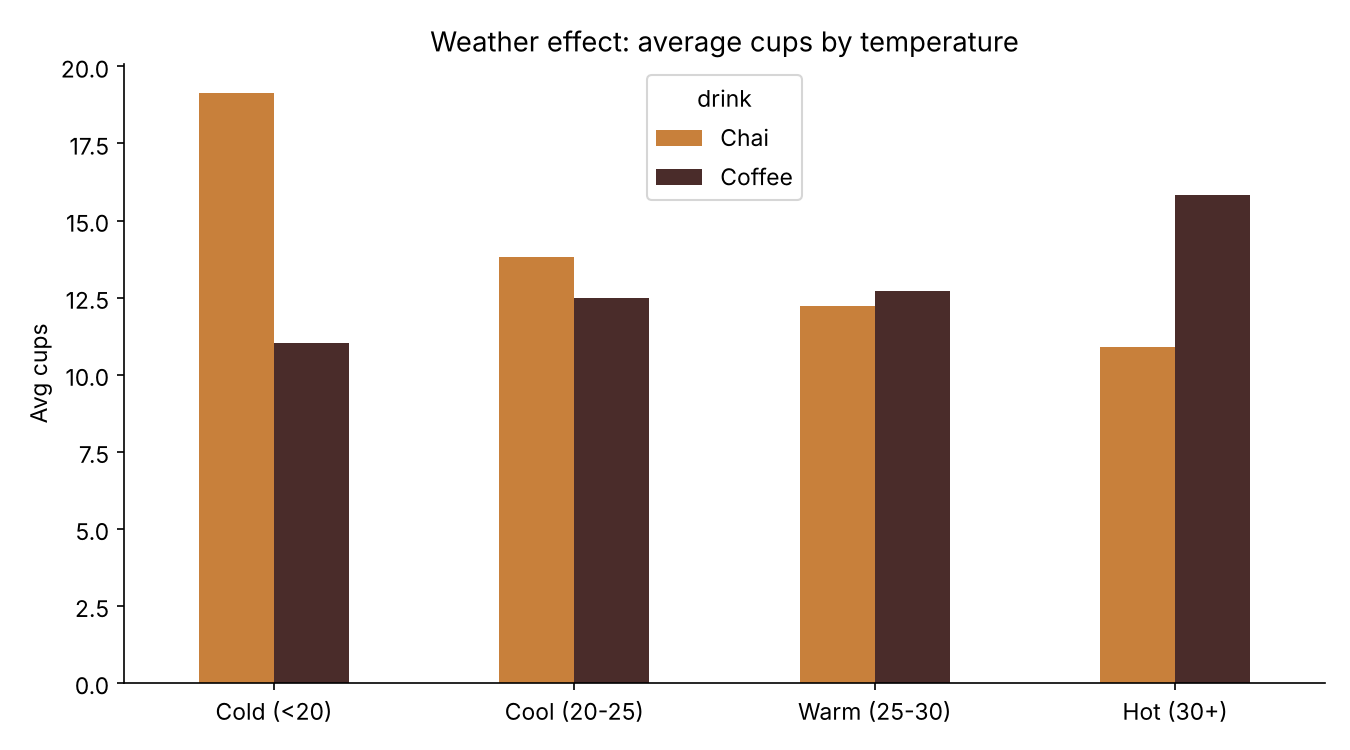 Weather effect: average cups by temperature
drink
Chai
Coffee
Avg cups
20.0
17.5
15.0
12.5
10.0
7.5
5.0
2.5
0.0
Cold (<20)
Cool (20-25)
Warm (25-30)
Hot (30+)